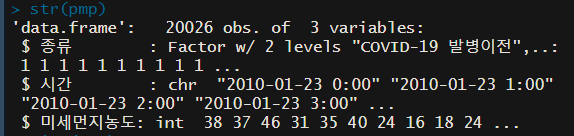 > str(pmp)
'data.frame':   20026 obs. of  3 variables:
 $ 종류        : Factor w/ 2 levels "COVID-19 발병이전",..:
1 1 1 1 1 1 1 1 1 1 ...
 $ 시간        : chr  "2010-01-23 0:00" "2010-01-23 1:00"
"2010-01-23 2:00" "2010-01-23 3:00" ...
 $ 미세먼지농도: int  38 37 46 31 35 40 24 16 18 24 ...